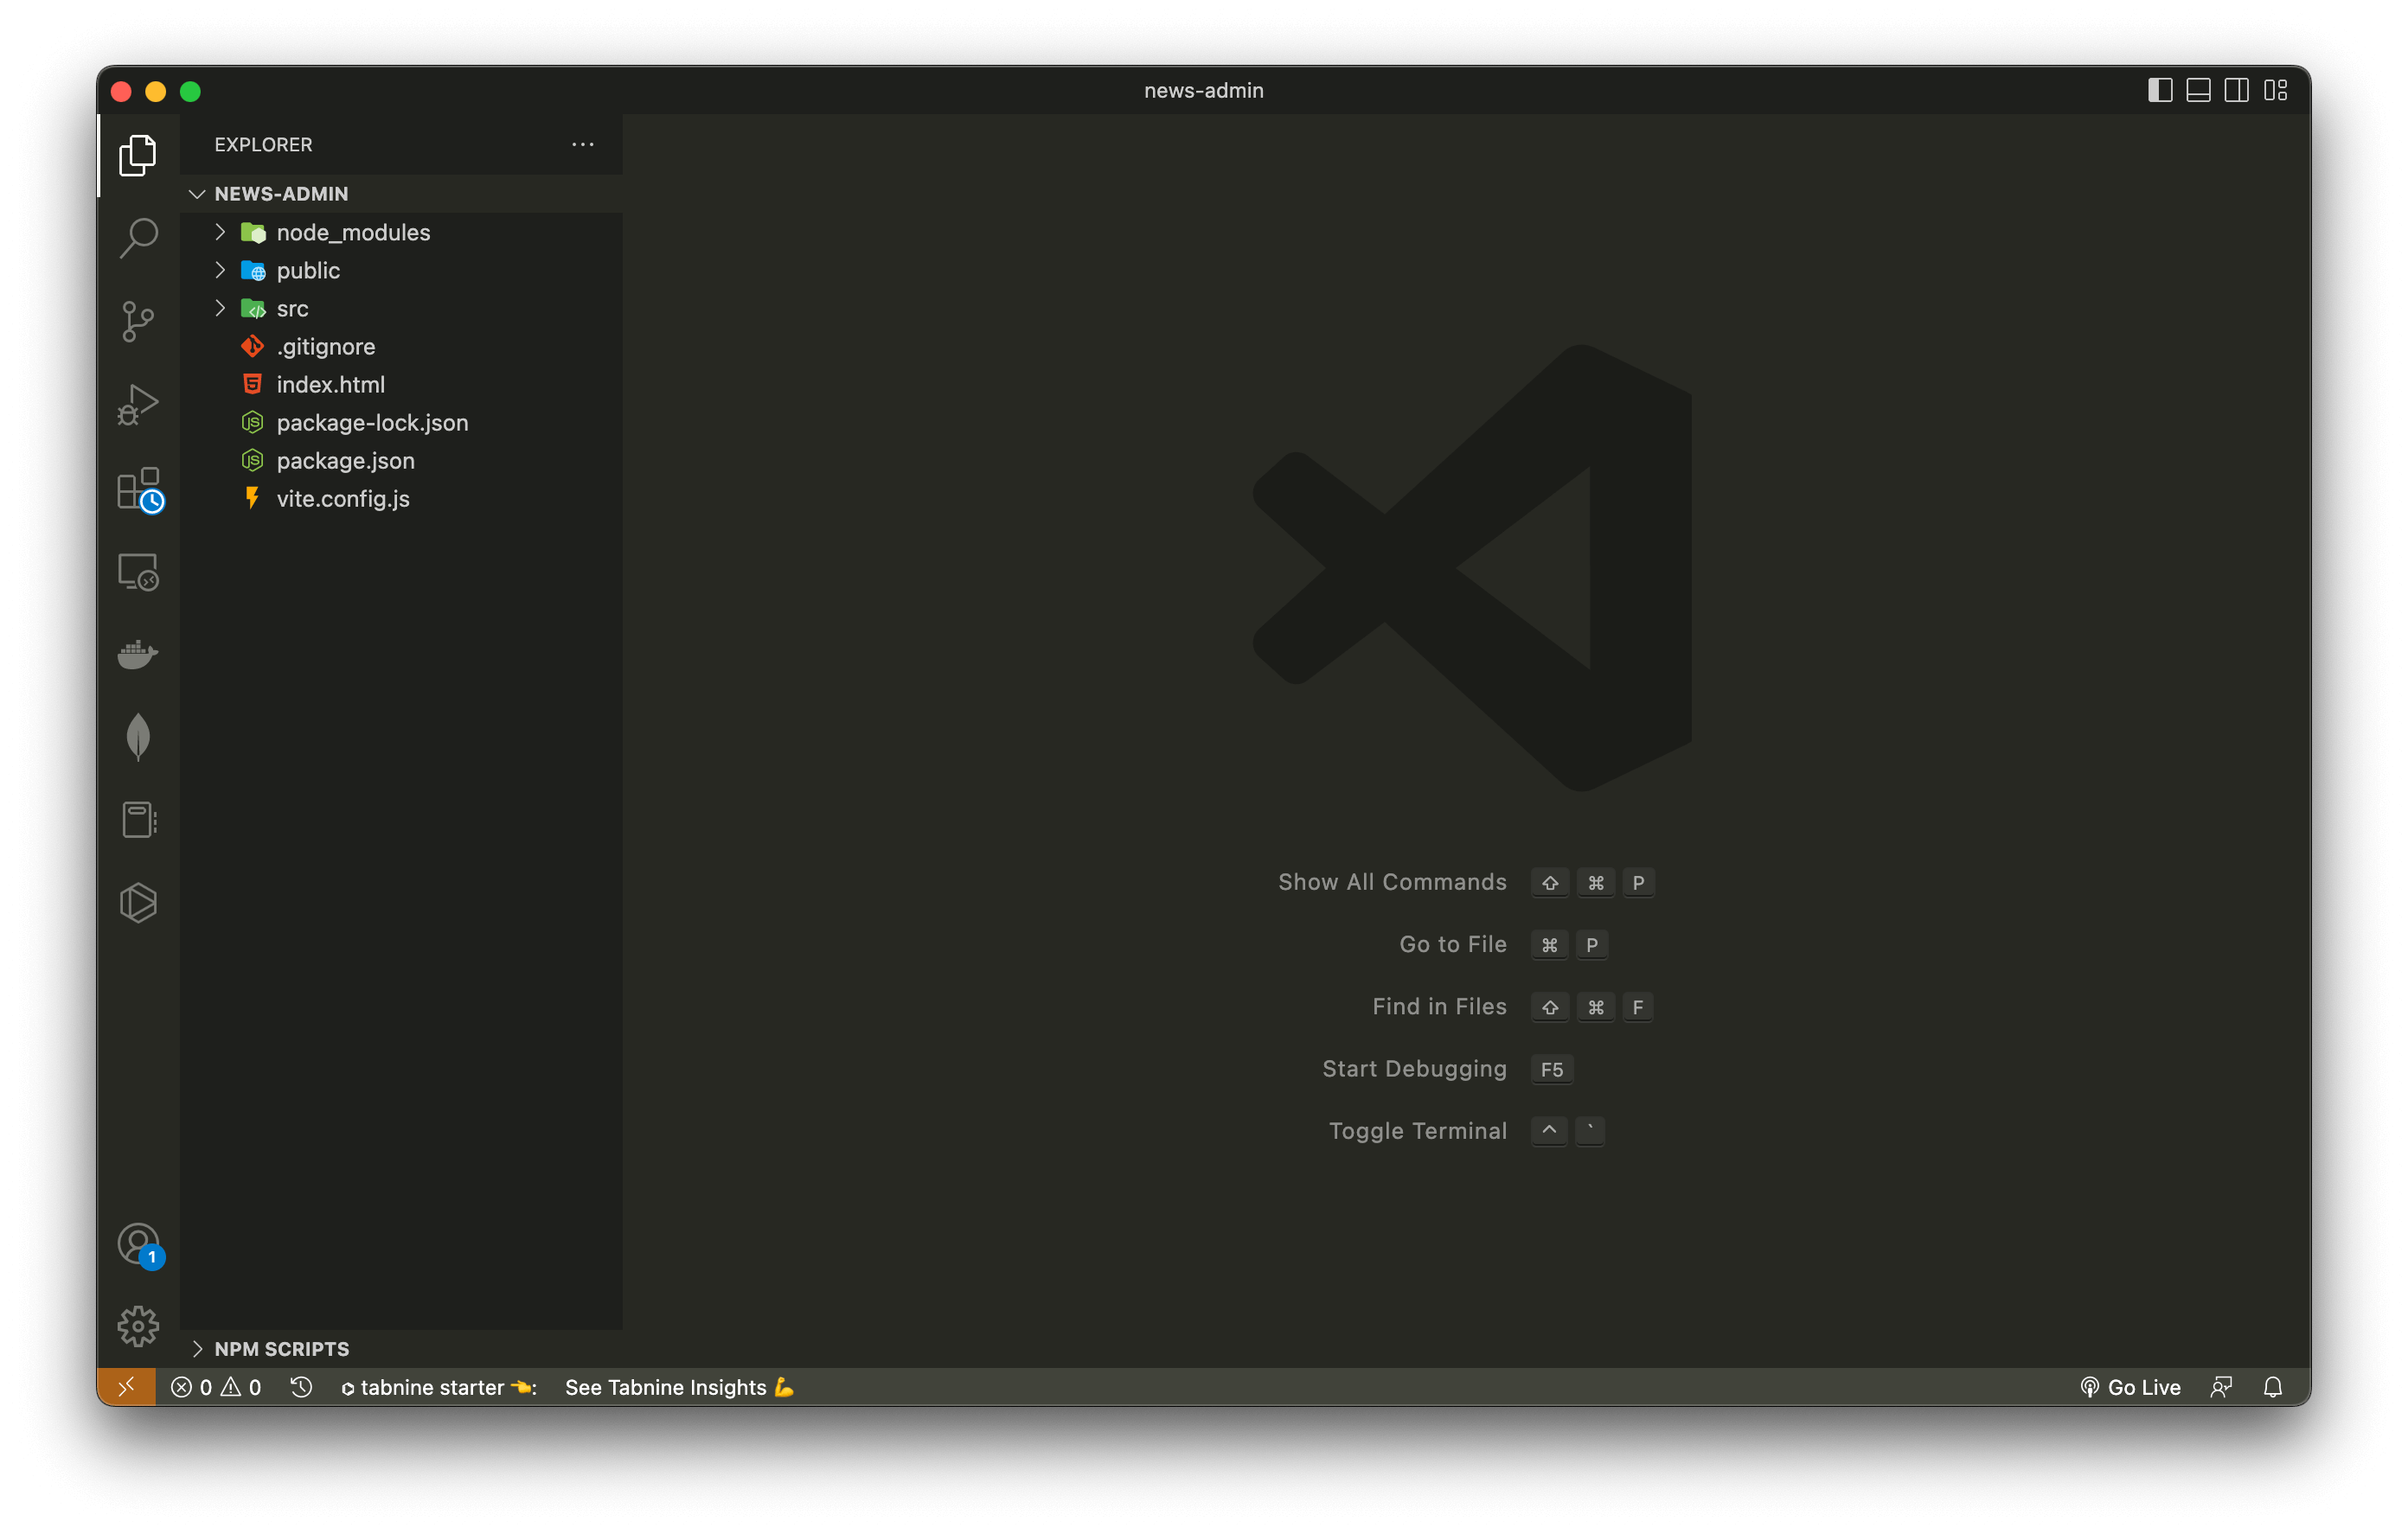 news-admin
EXPLORER
NEWS-ADMIN
node_modules
public
src
.gitignore
index.html
package-lock.json
package.json
vite.config.js
Show All Commands ⇧ ⌘ P
Go to File ⌘ P
Find in Files ⇧ ⌘ F
Start Debugging F5
Toggle Terminal ^ `
1
NPM SCRIPTS
0 0 tabnine starter 👈: See Tabnine Insights 💪 Go Live